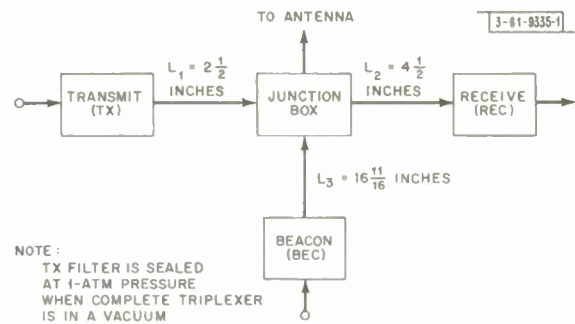 TO ANTENNA
3-61-9335-1
L₁ = 2 1/2
INCHES
L₂ = 4 1/2
INCHES
TRANSMIT
(TX)
JUNCTION
BOX
RECEIVE
(REC)
L₃ = 16 11/16 INCHES
BEACON
(BEC)
NOTE:
TX FILTER IS SEALED
AT 1-ATM PRESSURE
WHEN COMPLETE TRIPLEXER
IS IN A VACUUM